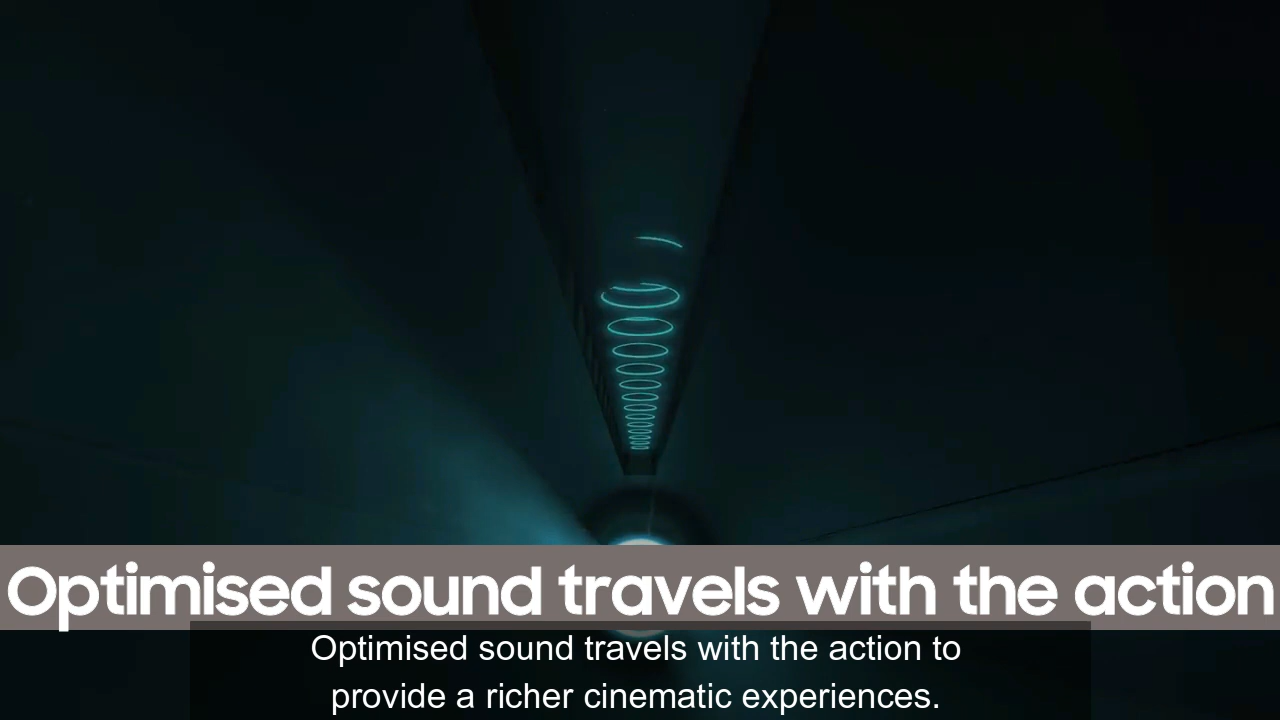 Optimised sound travels with the action
Optimised sound travels with the action to
provide a richer cinematic experiences.